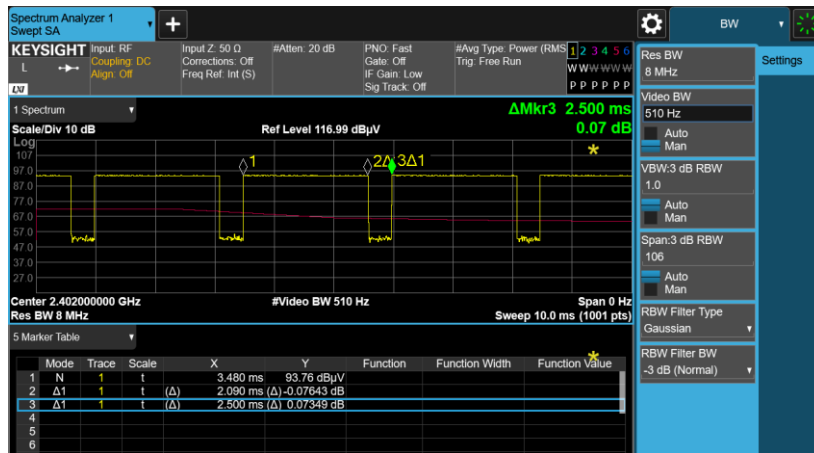 Spectrum Analyzer 1
Swept SA
+
BW
KEYSIGHT
L
LXI
Input: RF
Coupling: DC
Align: Off
Input Z: 50 Ω
Corrections: Off
Freq Ref: Int (S)
#Atten: 20 dB
PNO: Fast
Gate: Off
IF Gain: Low
Sig Track: Off
#Avg Type: Power (RMS
Trig: Free Run
1 2 3 4 5 6
W W W W W W
P P P P P P
1 Spectrum
ΔMkr3 2.500 ms
0.07 dB
Scale/Div 10 dB
Ref Level 116.99 dBµV
Log
107
97.0
87.0
77.0
67.0
57.0
47.0
37.0
27.0
1
2Δ
3Δ1
Center 2.402000000 GHz
#Video BW 510 Hz
Span 0 Hz
Res BW 8 MHz
Sweep 10.0 ms (1001 pts)
5 Marker Table
Mode Trace Scale X Y Function Function Width Function Value
1 N 1 t 3.480 ms 93.76 dBµV
2 Δ1 1 t (Δ) 2.090 ms (Δ) -0.07643 dB
3 Δ1 1 t (Δ) 2.500 ms (Δ) 0.07349 dB
4
5
6
Res BW
8 MHz
Settings
Video BW
510 Hz
Auto
Man
VBW:3 dB RBW
1.0
Auto
Man
Span:3 dB RBW
106
Auto
Man
RBW Filter Type
Gaussian
RBW Filter BW
-3 dB (Normal)